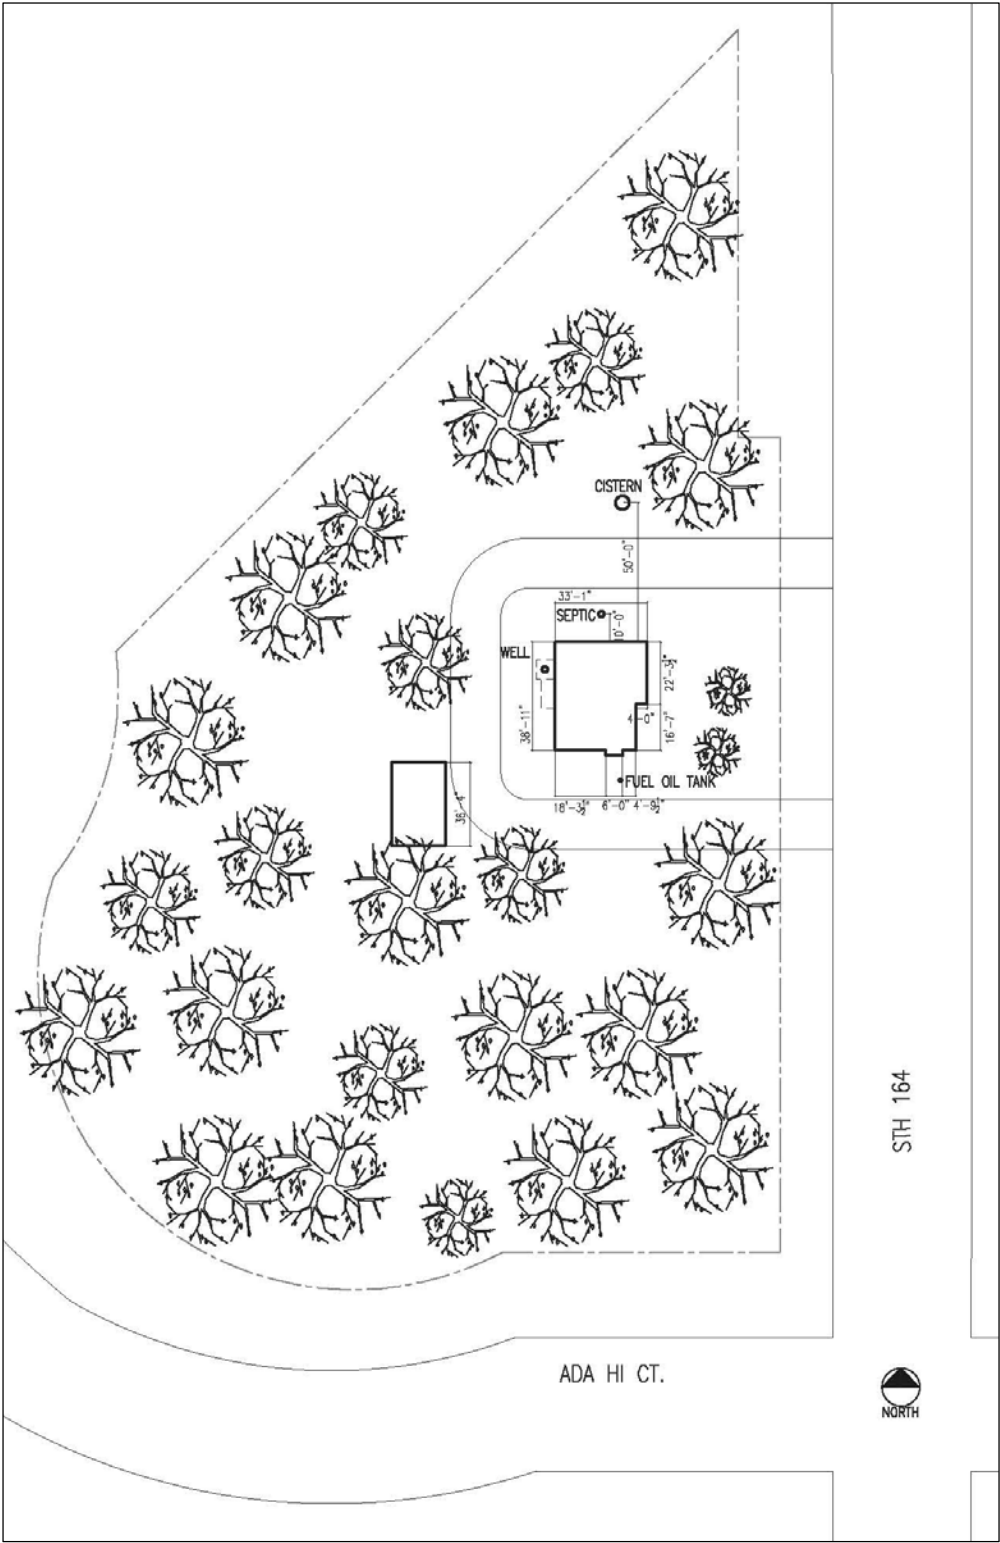 CISTERN
50'-0"
33'-1"
SEPTIC
10'-0"
WELL
22'-3½"
38'-11"
4'-0"
16'-7"
FUEL OIL TANK
18'-3½"
6'-0"
4'-9½"
36'-4"
STH 164
ADA HI CT.
NORTH